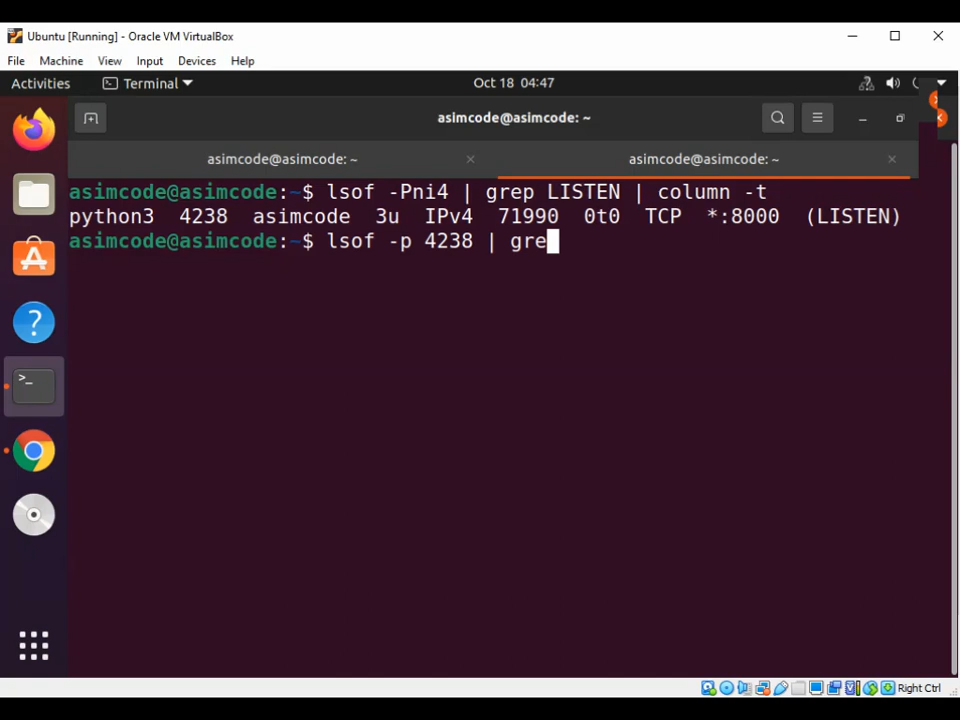 Ubuntu [Running] - Oracle VM VirtualBox
File Machine View Input Devices Help
Activities Terminal Oct 18 04:47
asimcode@asimcode: ~
asimcode@asimcode: ~ asimcode@asimcode: ~
asimcode@asimcode:~$ lsof -Pni4 | grep LISTEN | column -t
python3 4238 asimcode 3u IPv4 71990 0t0 TCP *:8000 (LISTEN)
asimcode@asimcode:~$ lsof -p 4238 | gre
Right Ctrl